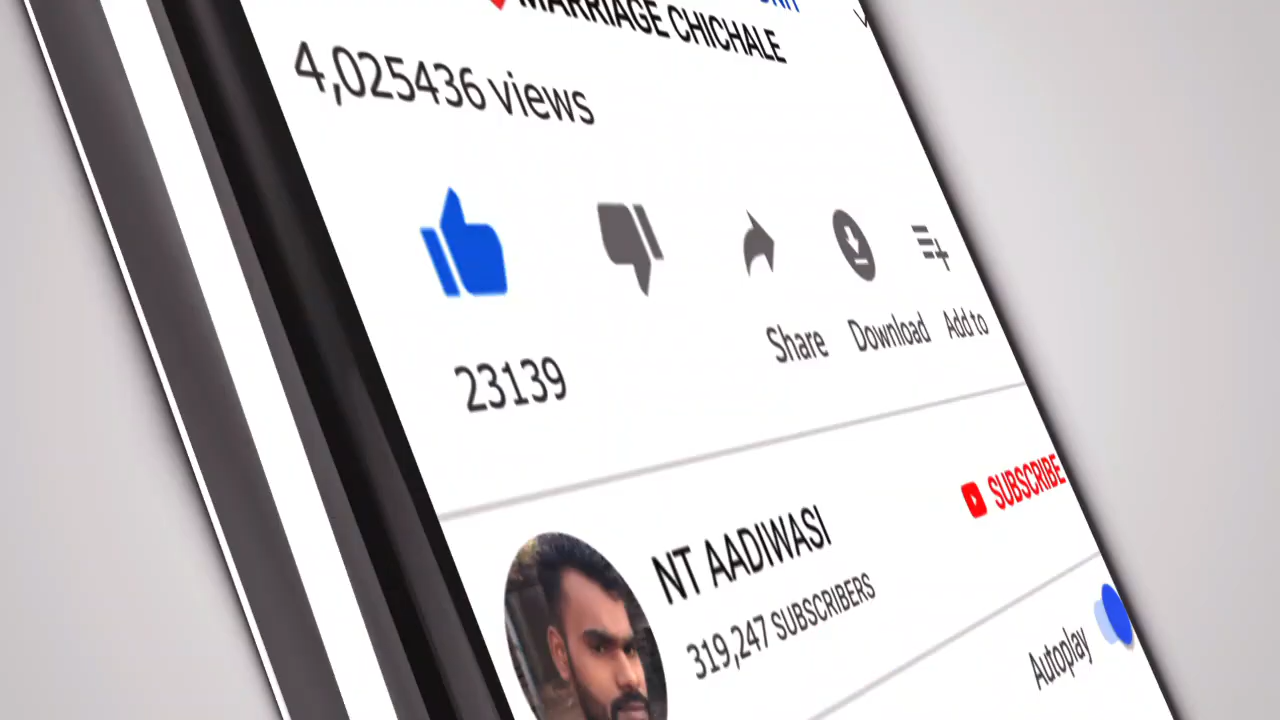 MARRIAGE CHICHALE
4,025436 views
Share Download Add to
23139
SUBSCRIBE
NT AADIWASI
319,247 SUBSCRIBERS
Autoplay